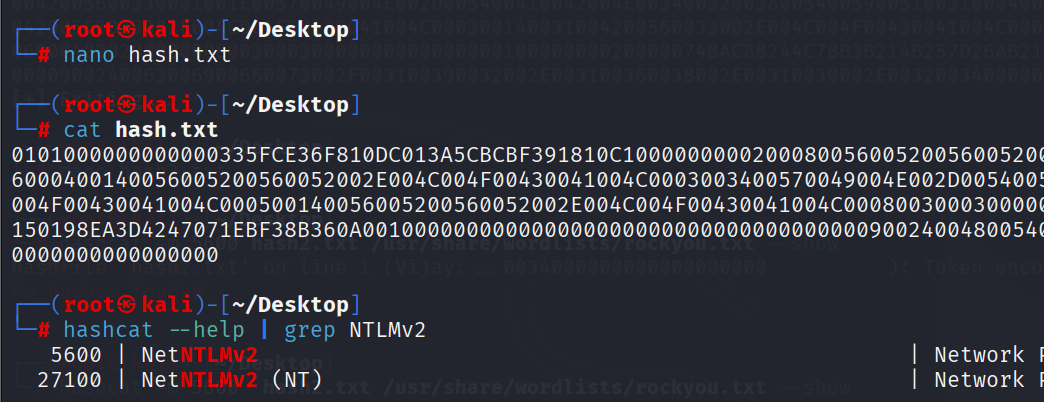 ┌──(root㉿kali)-[~/Desktop]
└─# nano hash.txt
┌──(root㉿kali)-[~/Desktop]
└─# cat hash.txt
0101000000000000335FCE36F810DC013A5CBCBF391810C100000000020008005600520056005200
6000400140056005200560052002E004C004F00430041004C0003003400570049004E002D0054005
004F00430041004C000500140056005200560052002E004C004F00430041004C0008003000300000
150198EA3D4247071EBF38B360A00100000000000000000000000000000000000090024004800540
0000000000000000
┌──(root㉿kali)-[~/Desktop]
└─# hashcat --help | grep NTLMv2
5600 | NetNTLMv2 | Network P
27100 | NetNTLMv2 (NT) | Network P